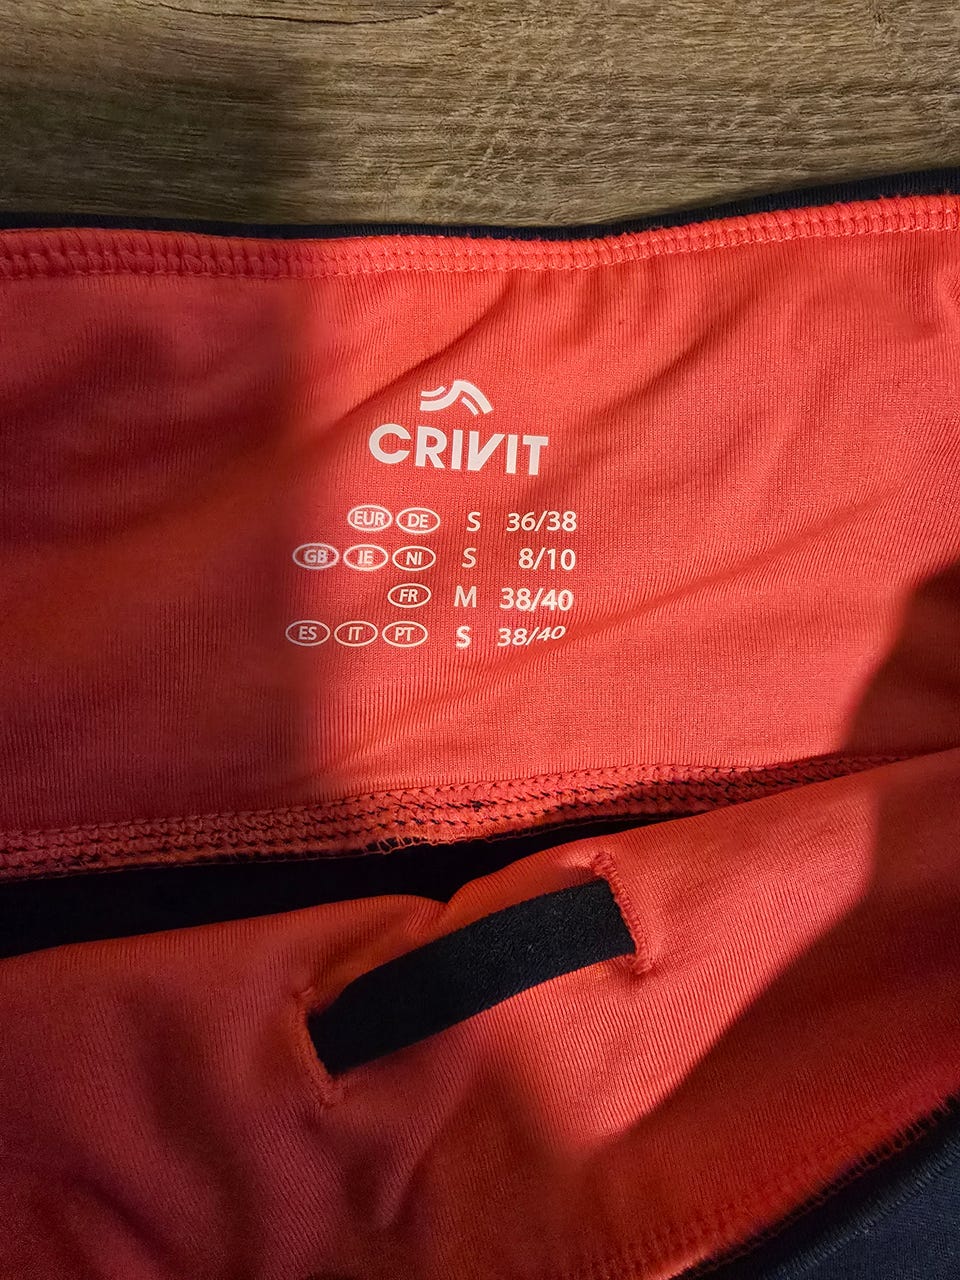 CRIVIT
EUR DE S 36/38
GB IE NI S 8/10
FR M 38/40
ES IT PT S 38/40